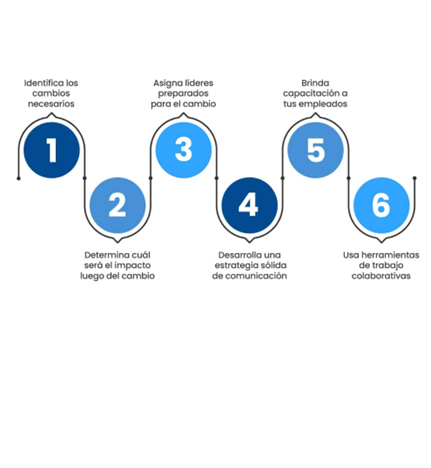 Identifica los
cambios
necesarios
1
Determina cuál
será el impacto
luego del cambio
2
Asigna líderes
preparados
para el cambio
3
Desarrolla una
estrategia sólida
de comunicación
4
Brinda
capacitación a
tus empleados
5
Usa herramientas
de trabajo
colaborativas
6